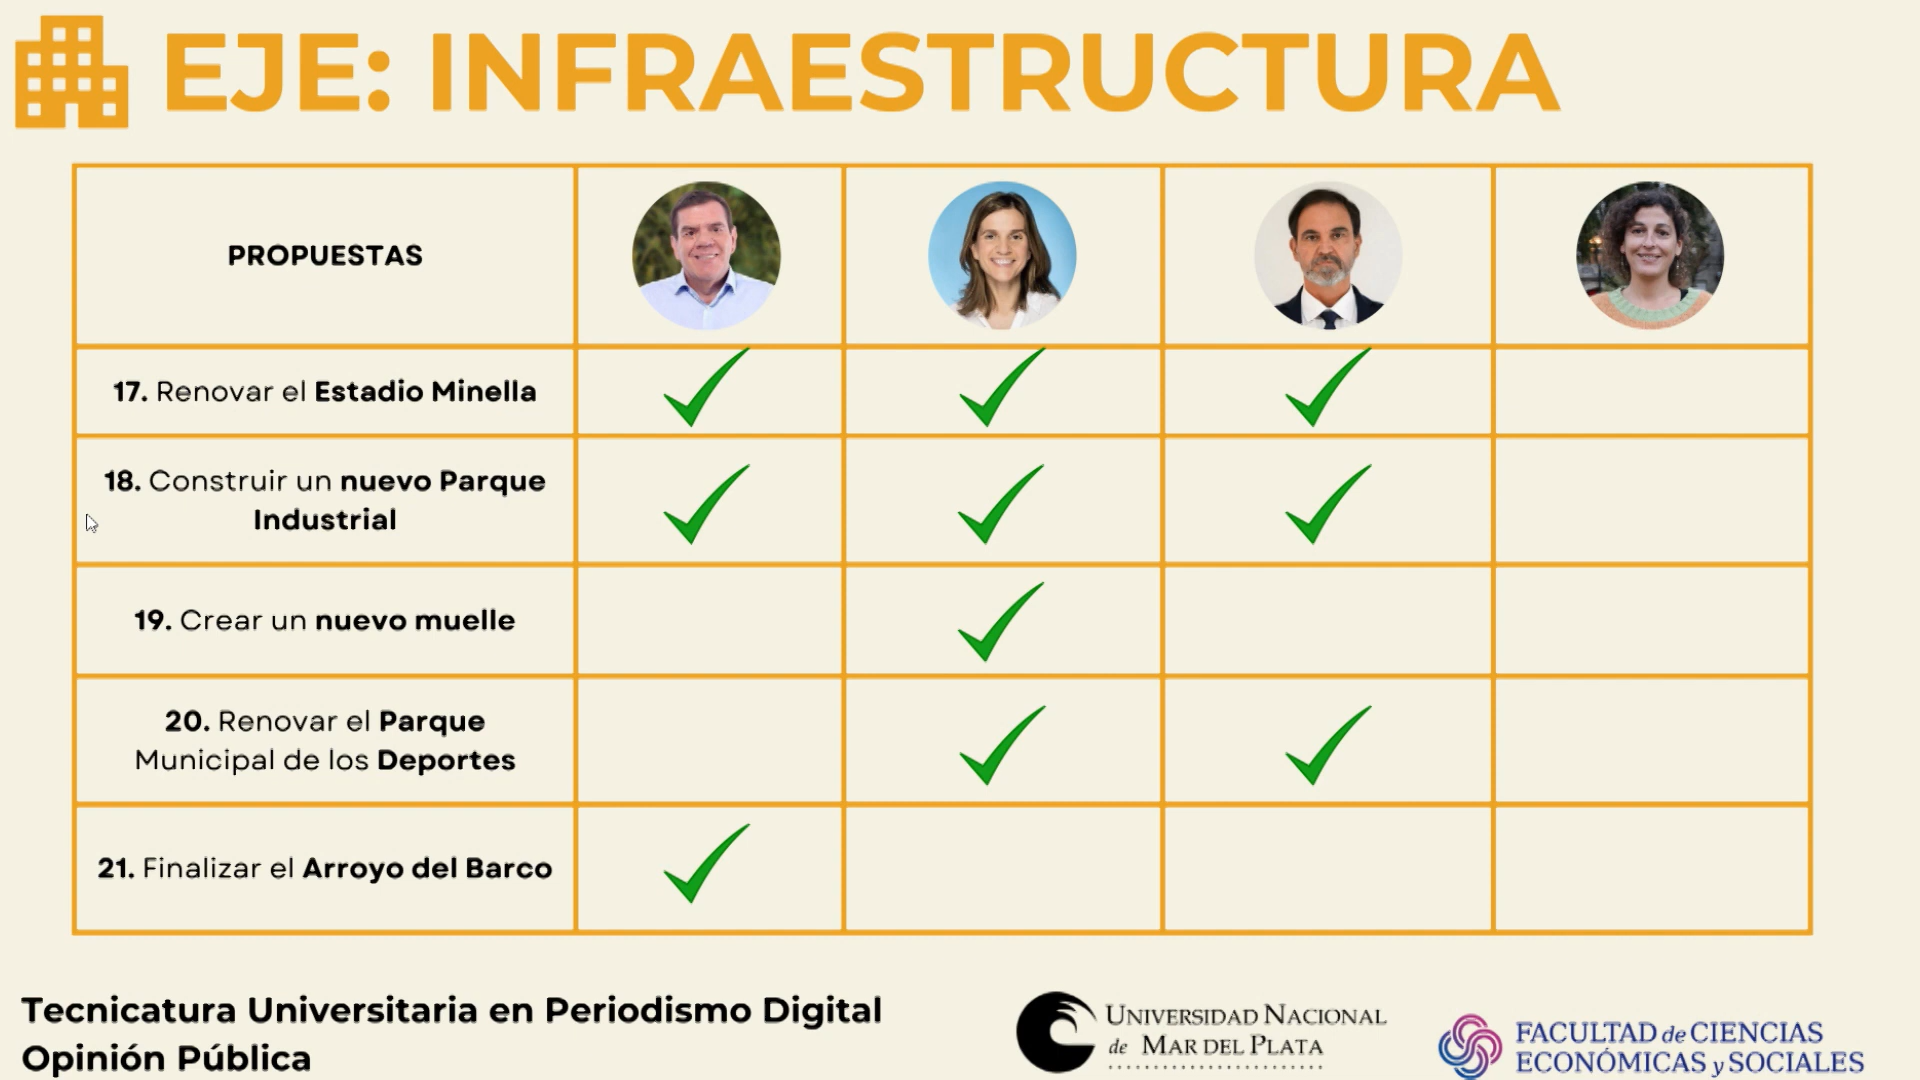 EJE: INFRAESTRUCTURA
PROPUESTAS
17. Renovar el Estadio Minella
18. Construir un nuevo Parque
Industrial
19. Crear un nuevo muelle
20. Renovar el Parque
Municipal de los Deportes
21. Finalizar el Arroyo del Barco
Tecnicatura Universitaria en Periodismo Digital
Opinión Pública
UNIVERSIDAD NACIONAL
de MAR DEL PLATA
FACULTAD de CIENCIAS
ECONÓMICAS y SOCIALES